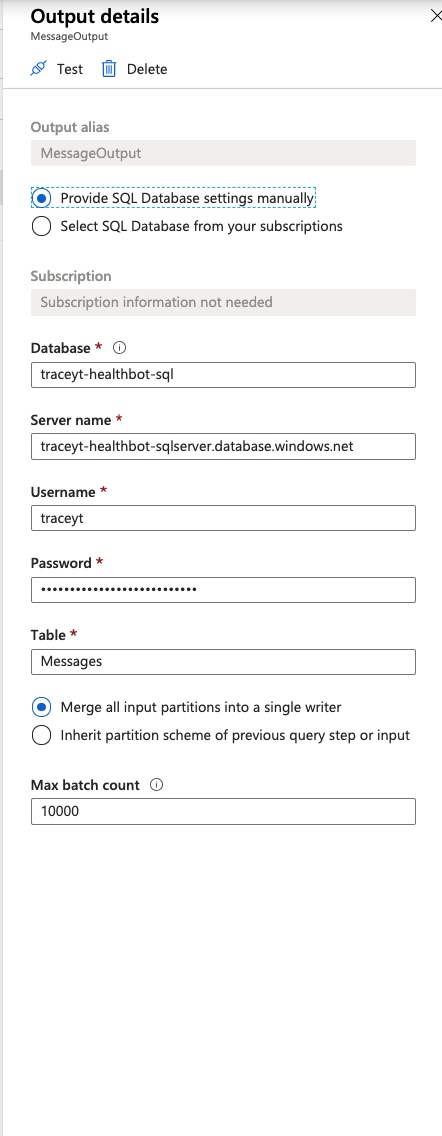 Output details
MessageOutput
Test Delete
Output alias
MessageOutput
Provide SQL Database settings manually
Select SQL Database from your subscriptions
Subscription
Subscription information not needed
Database *
traceyt-healthbot-sql
Server name *
traceyt-healthbot-sqlserver.database.windows.net
Username *
traceyt
Password *
••••••••••••••••••••••••••••
Table *
Messages
Merge all input partitions into a single writer
Inherit partition scheme of previous query step or input
Max batch count
10000